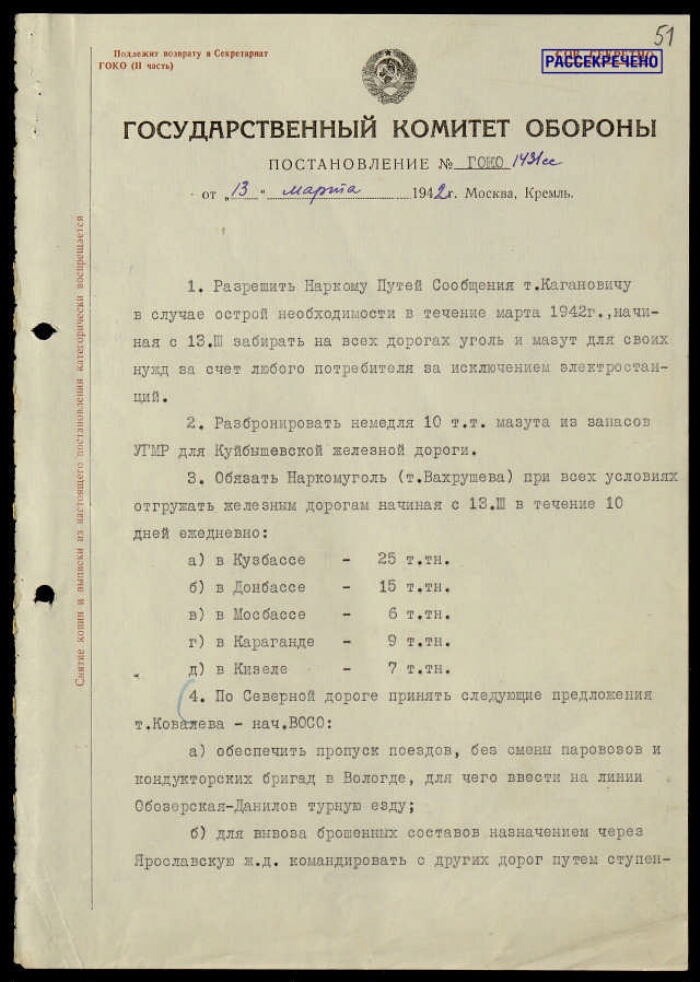 51
Подлежит возврату в Секретариат
ГОКО (II часть)
СОВ.СЕКРЕТНО
РАССЕКРЕЧЕНО
ГОСУДАРСТВЕННЫЙ КОМИТЕТ ОБОРОНЫ
ПОСТАНОВЛЕНИЕ № ГОКО 1431сс
от „13" марта 1942г. Москва, Кремль.
Снятие копии и выписки из настоящего постановления категорически воспрещается
1. Разрешить Наркому Путей Сообщения т.Кагановичу
в случае острой необходимости в течение марта 1942г.,начи-
ная с 13.III забирать на всех дорогах уголь и мазут для своих
нужд за счет любого потребителя за исключением электростан-
ций.
2. Разбронировать немедля 10 т.т. мазута из запасов
УГМР для Куйбышевской железной дороги.
3. Обязать Наркомуголь (т.Вахрушева) при всех условиях
отгружать железным дорогам начиная с 13.III в течение 10
дней ежедневно:
а) в Кузбассе - 25 т.тн.
б) в Донбассе - 15 т.тн.
в) в Мосбассе - 6 т.тн.
г) в Караганде - 9 т.тн.
д) в Кизеле - 7 т.тн.
4. По Северной дороге принять следующие предложения
т.Ковалева - нач.ВОСО:
а) обеспечить пропуск поездов, без смены паровозов и
кондукторских бригад в Вологде, для чего ввести на линии
Обозерская-Данилов турную езду;
б) для вывоза брошенных составов назначением через
Ярославскую ж.д. командировать с других дорог путем ступен-